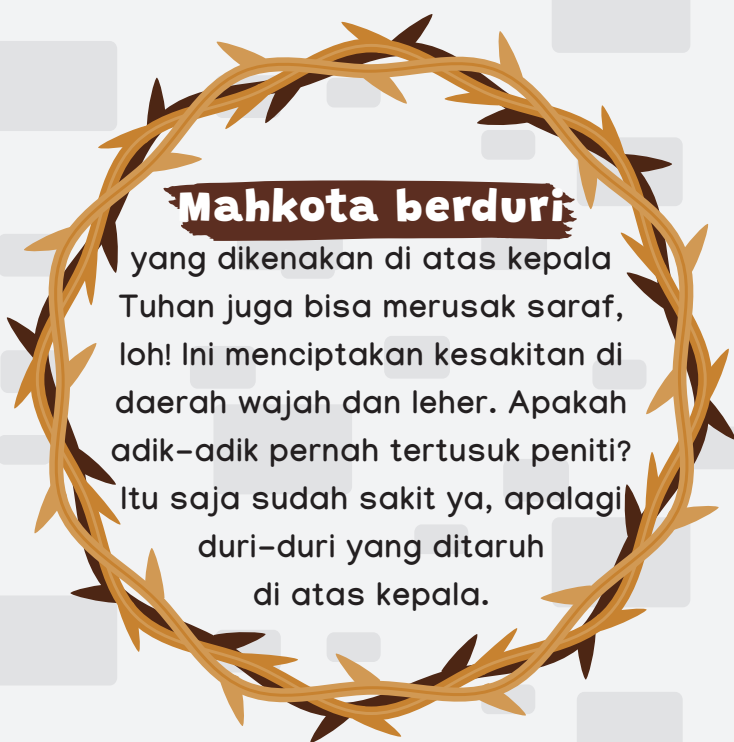 Mahkota berduri
yang dikenakan di atas kepala
Tuhan juga bisa merusak saraf,
loh! Ini menciptakan kesakitan di
daerah wajah dan leher. Apakah
adik-adik pernah tertusuk peniti?
Itu saja sudah sakit ya, apalagi
duri-duri yang ditaruh
di atas kepala.